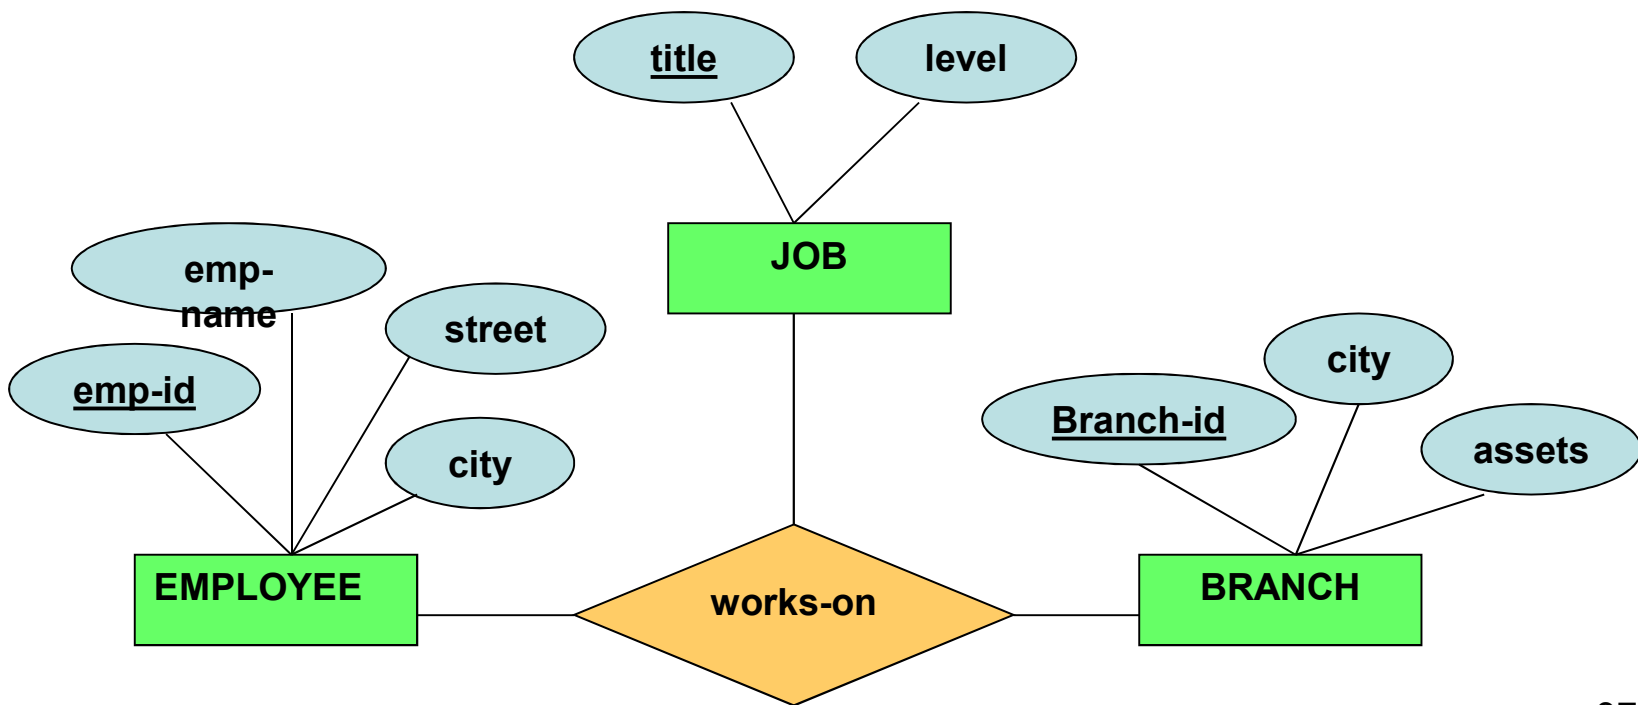 title
level
JOB
emp-
name
street
emp-id
city
city
Branch-id
assets
EMPLOYEE
works-on
BRANCH